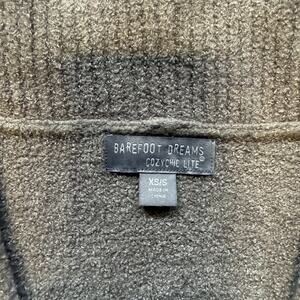 BAREFOOT DREAMS
COZYCHIC LITE®
XS/S
MADE IN
CHINA